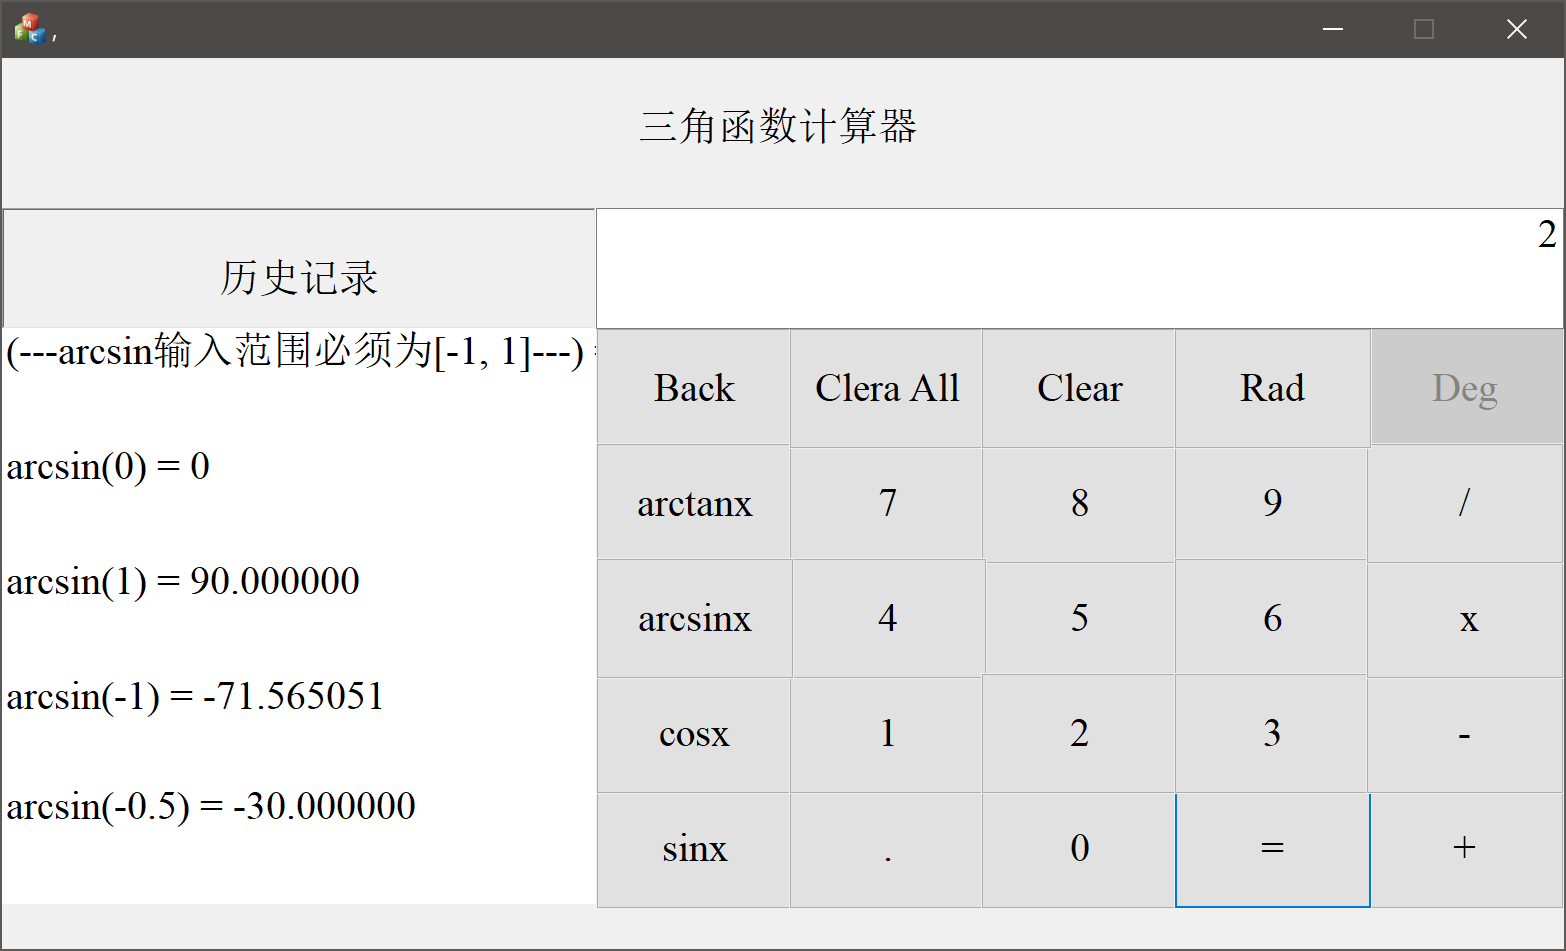 ,
三角函数计算器
历史记录
2
(---arcsin输入范围必须为[-1, 1]---)
arcsin(0) = 0
arcsin(1) = 90.000000
arcsin(-1) = -71.565051
arcsin(-0.5) = -30.000000
Back Clera All Clear Rad Deg
arctanx 7 8 9 /
arcsinx 4 5 6 x
cosx 1 2 3 -
sinx . 0 = +